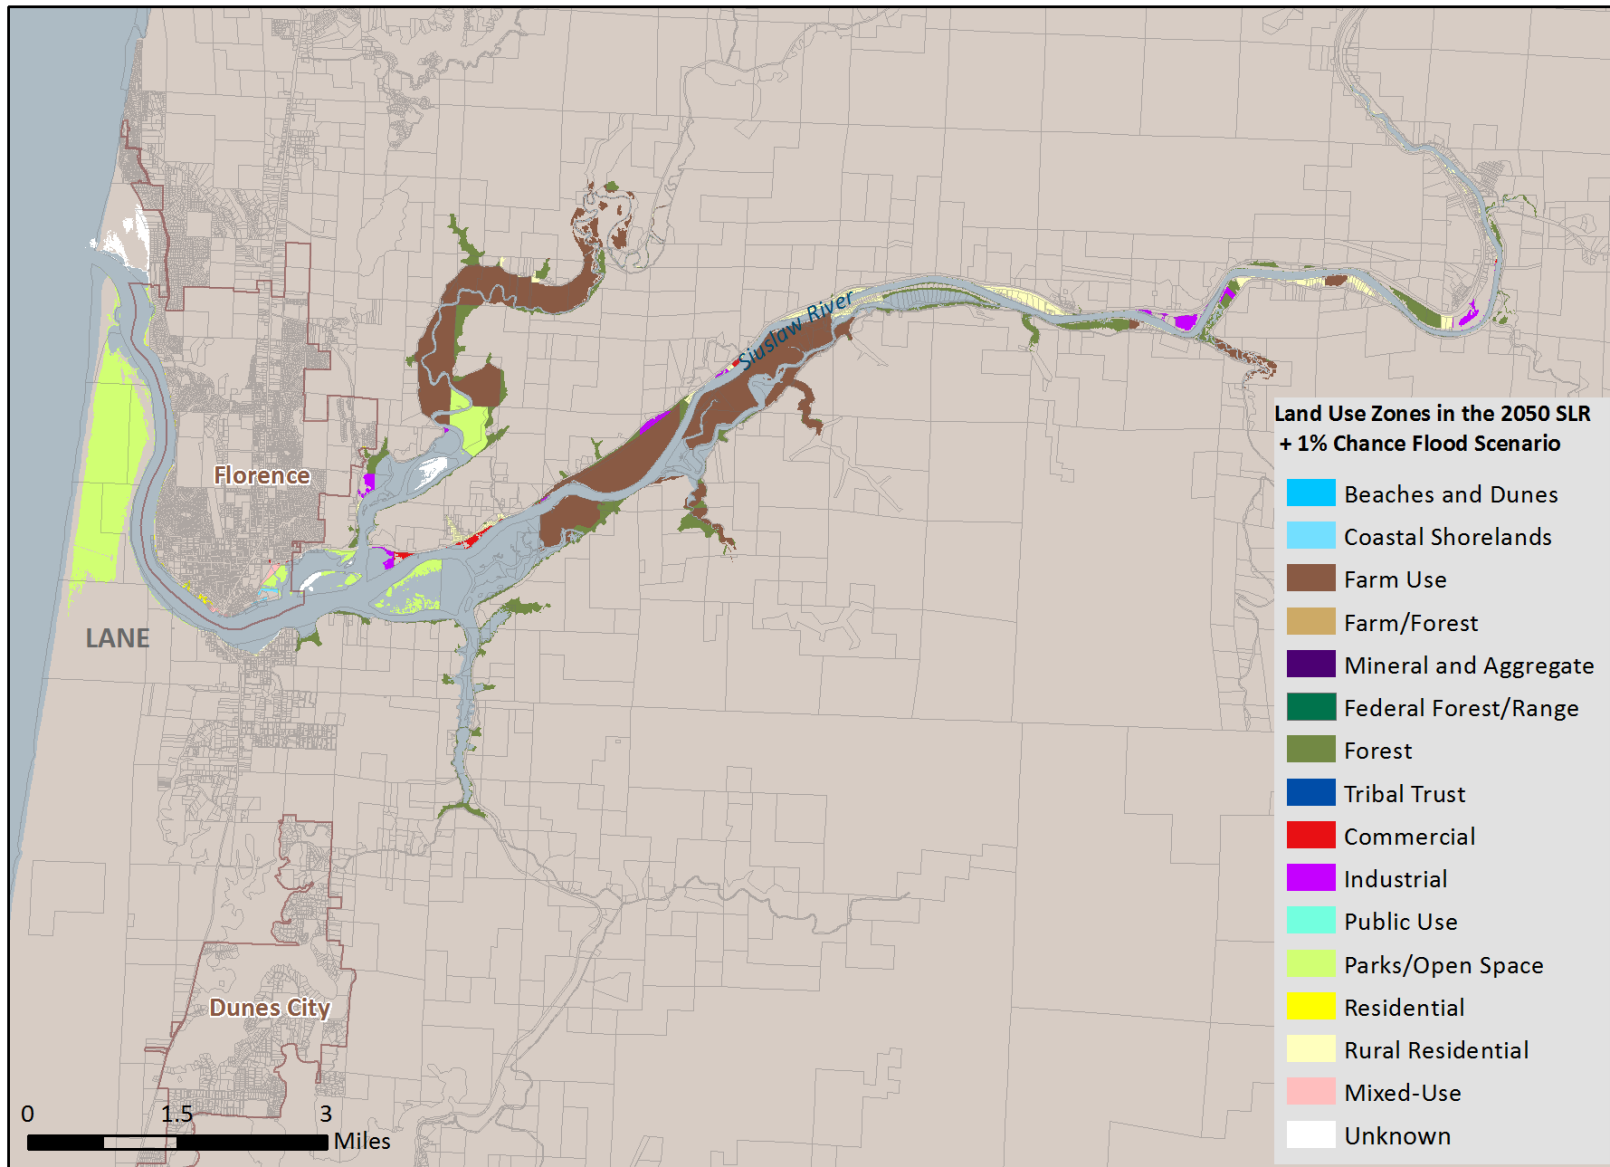 Siuslaw River
Florence
LANE
Dunes City
0 1.5 3
Miles
Land Use Zones in the 2050 SLR
+ 1% Chance Flood Scenario
Beaches and Dunes
Coastal Shorelands
Farm Use
Farm/Forest
Mineral and Aggregate
Federal Forest/Range
Forest
Tribal Trust
Commercial
Industrial
Public Use
Parks/Open Space
Residential
Rural Residential
Mixed-Use
Unknown